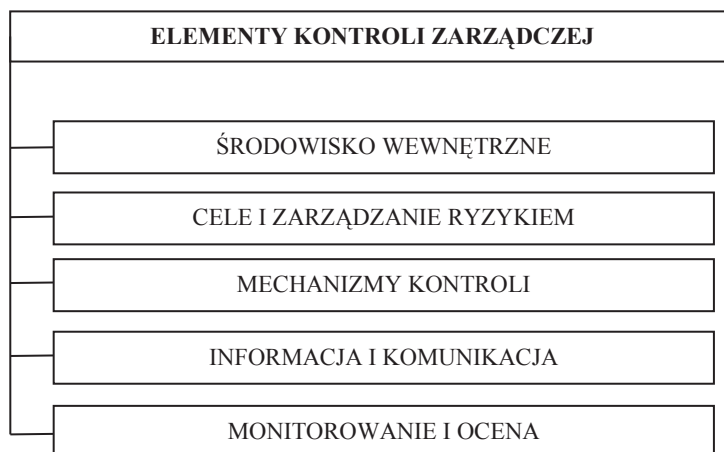 ELEMENTY KONTROLI ZARZĄDCZEJ
ŚRODOWISKO WEWNĘTRZNE
CELE I ZARZĄDZANIE RYZYKIEM
MECHANIZMY KONTROLI
INFORMACJA I KOMUNIKACJA
MONITOROWANIE I OCENA